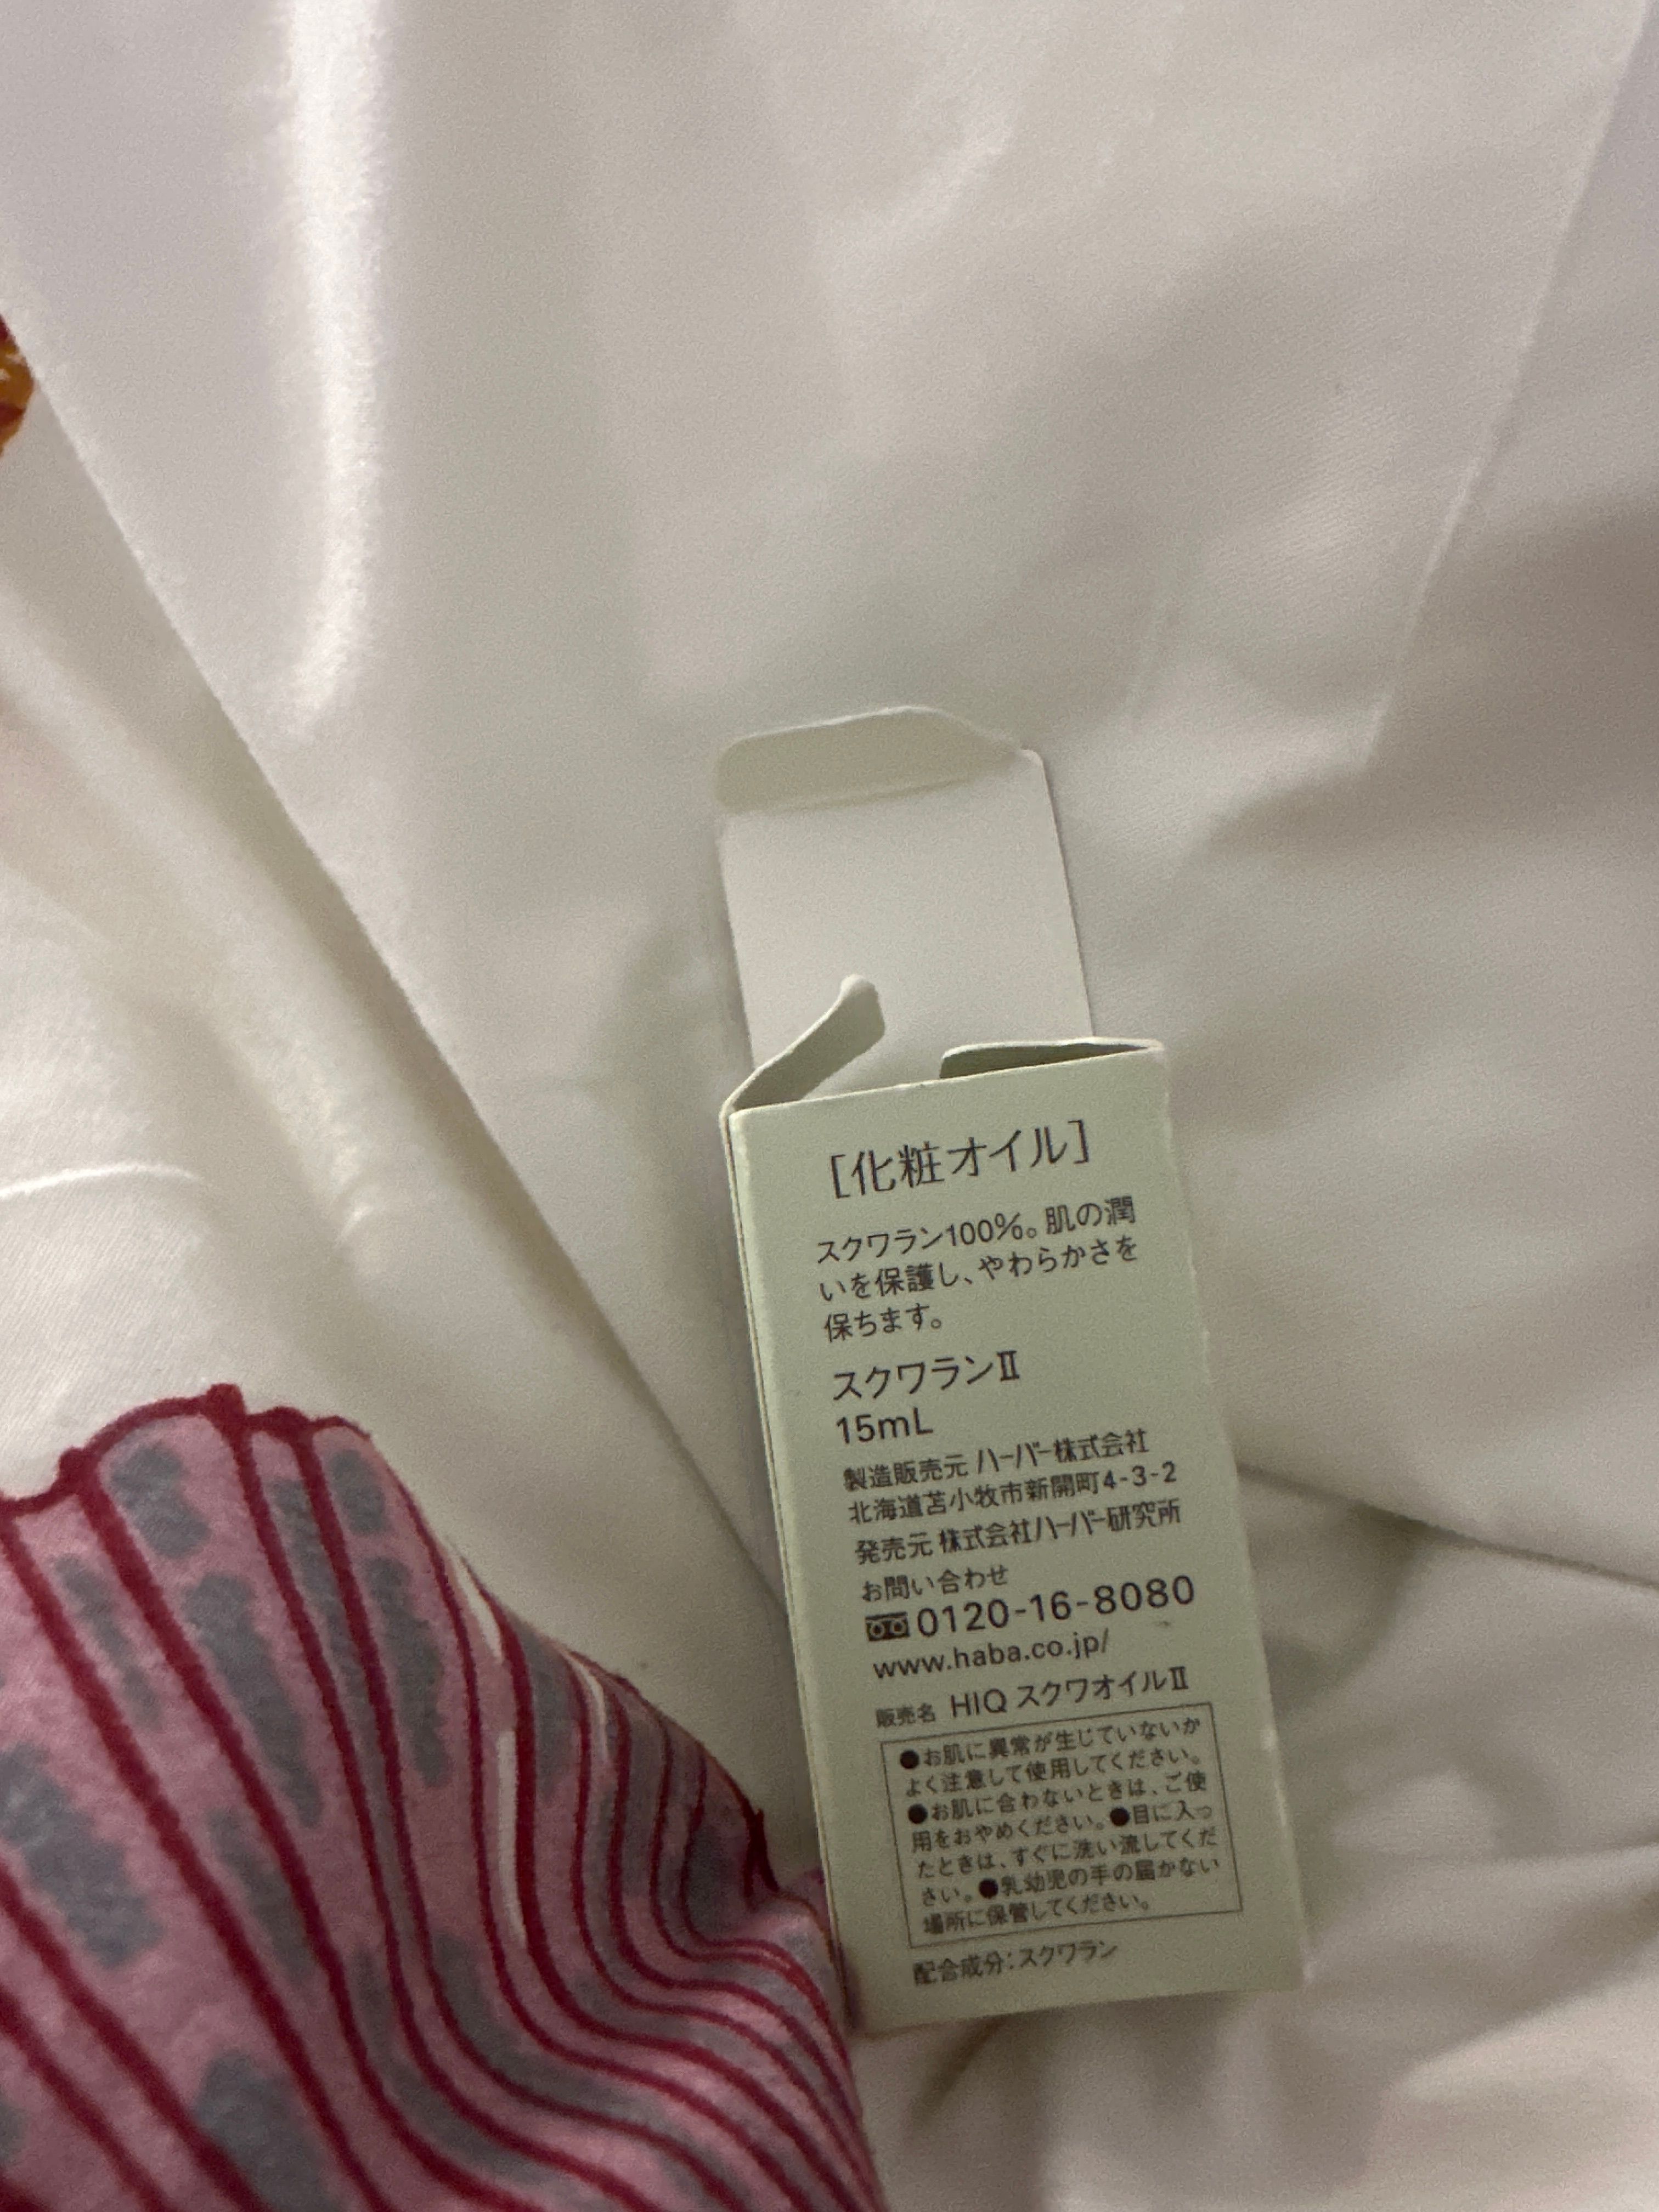 [化粧オイル]
スクワラン100%。肌の潤
いを保護し、やわらかさを
保ちます。
スクワランⅡ
15mL
製造販売元 ハーバー株式会社
北海道苫小牧市新開町4-3-2
発売元 株式会社ハーバー研究所
お問い合わせ
0120-16-8080
www.haba.co.jp/
販売名 HIQ スクワオイルⅡ
●お肌に異常が生じていないか
よく注意して使用してください。
●お肌に合わないときは、ご使
用をおやめください。●目に入っ
たときは、すぐに洗い流してくだ
さい。●乳幼児の手の届かない
場所に保管してください。
配合成分:スクワラン